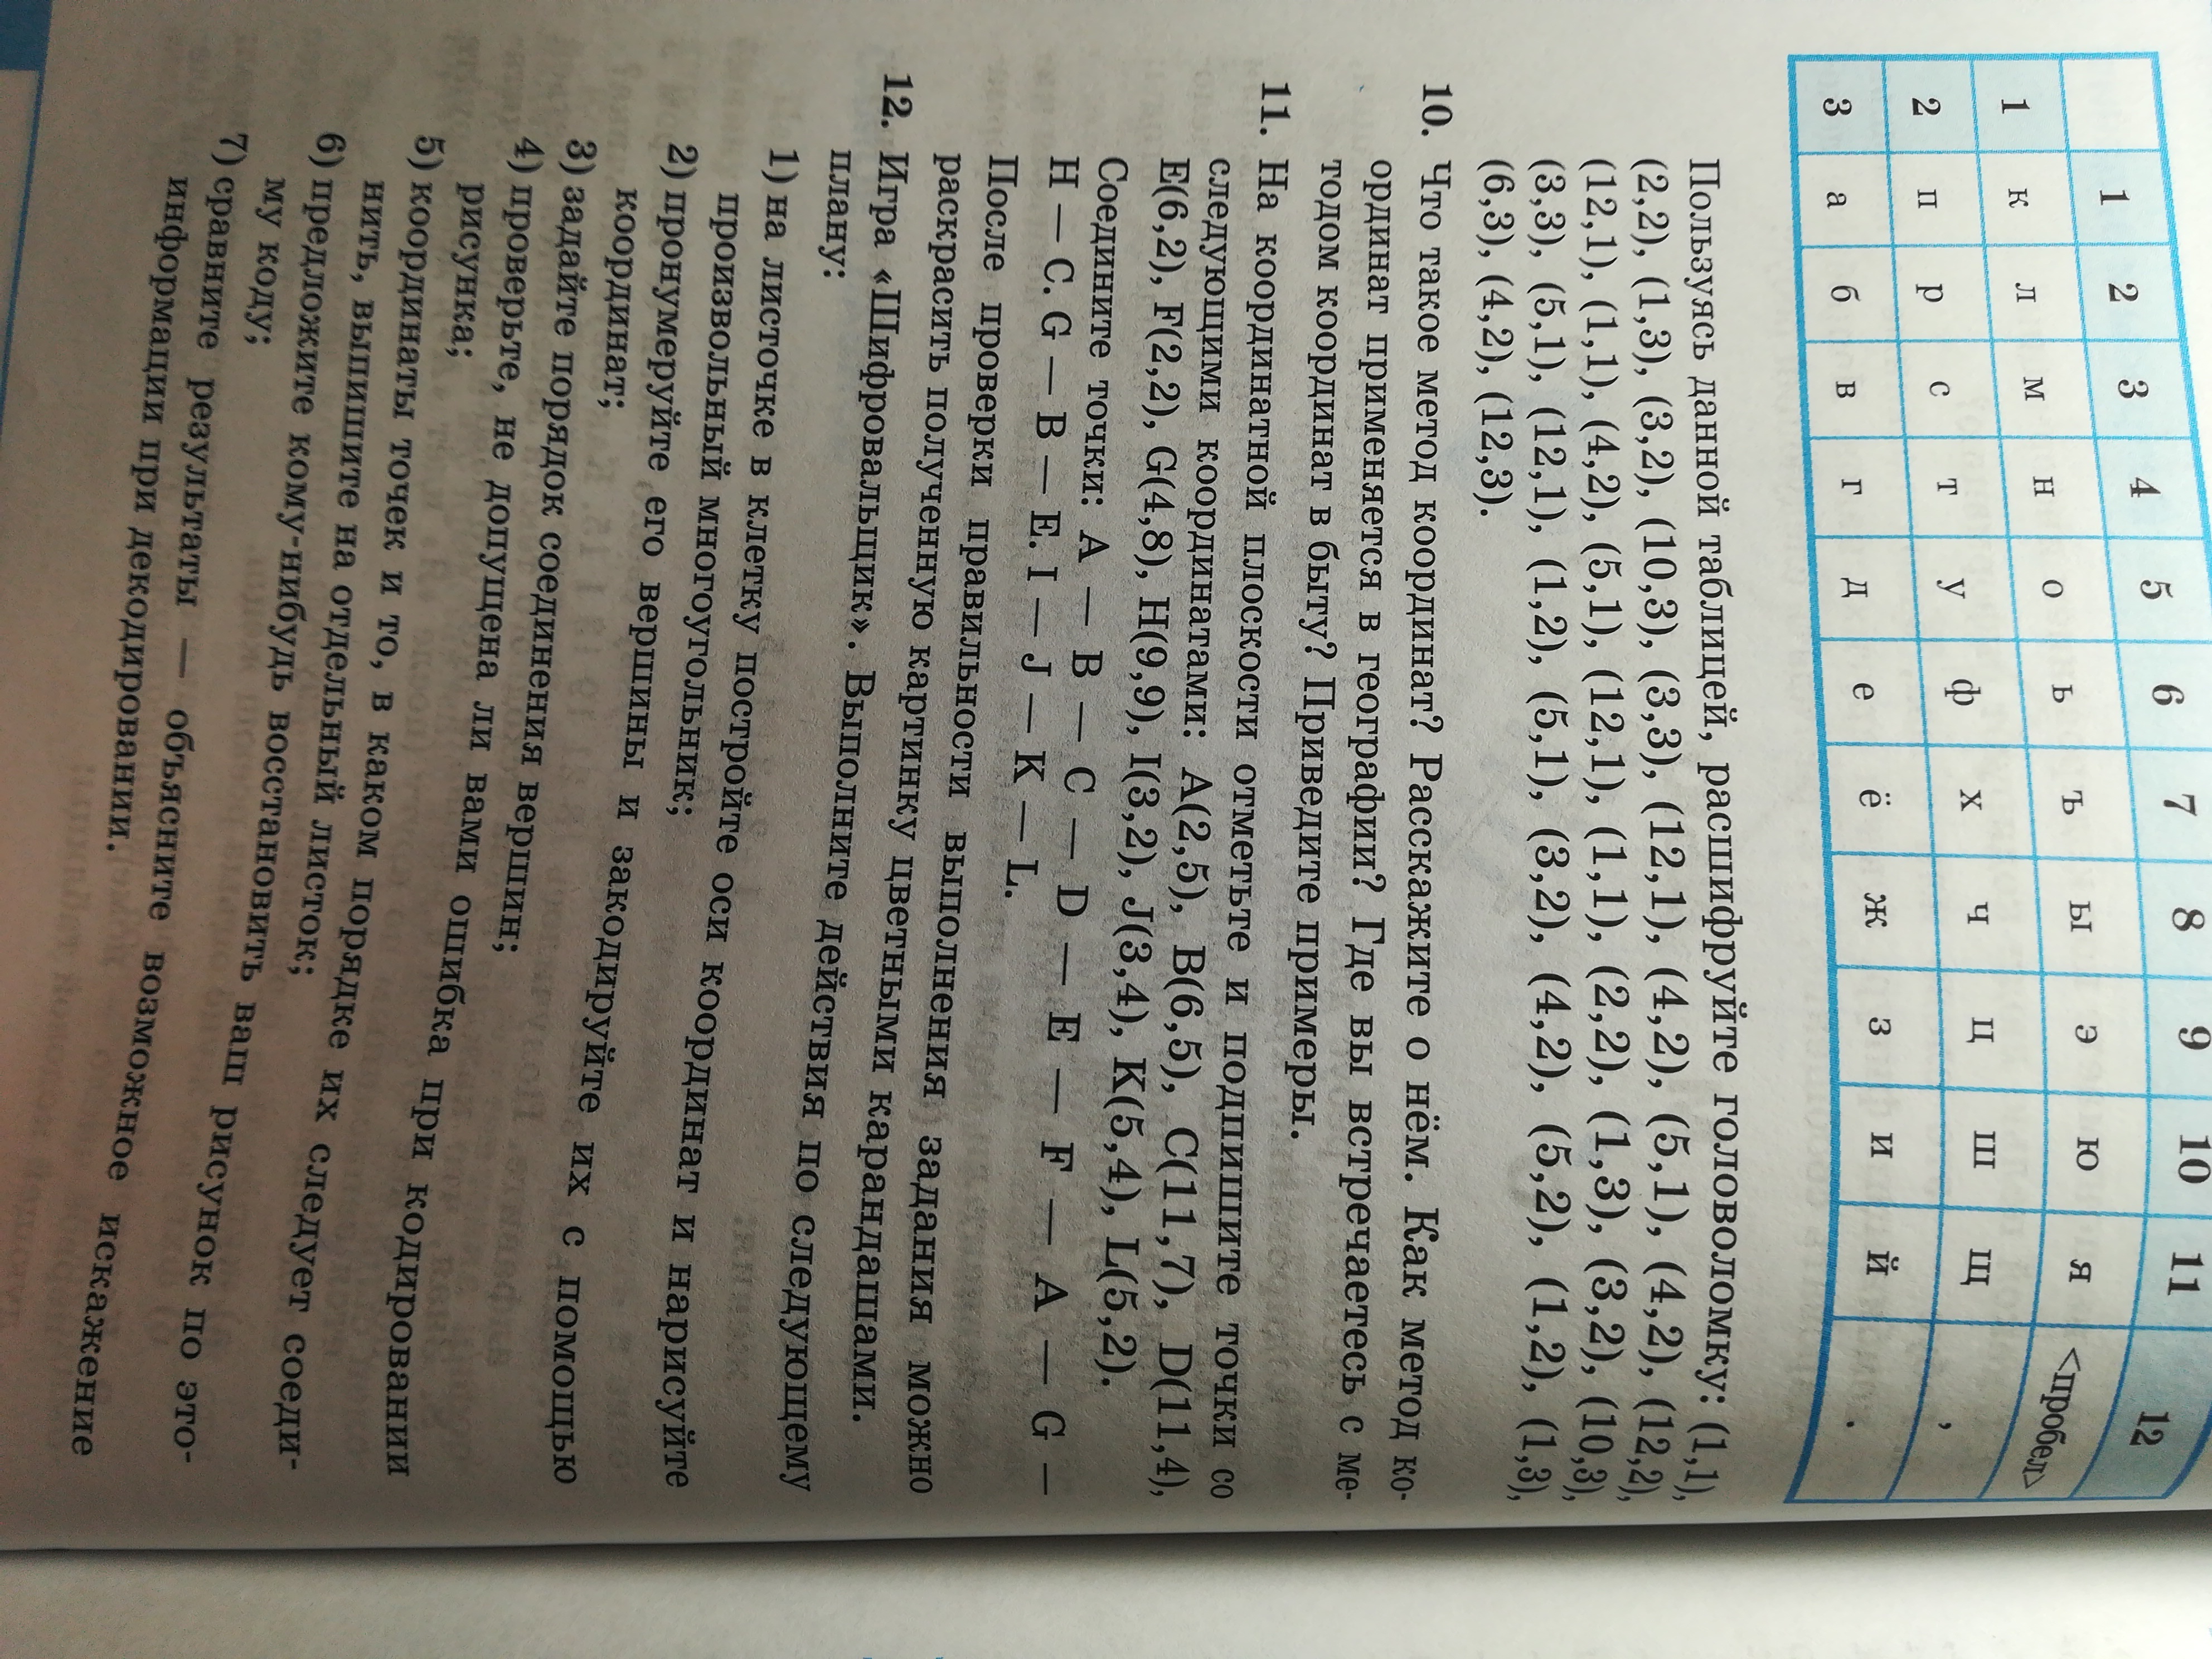 1 2 3 4 5 6 7 8 9 10 11 12
1 к л м н о ь ъ ы э ю я <пробел>
2 п р с т у ф х ч ц ш щ ,
3 а б в г д е ё ж з и й .
Пользуясь данной таблицей, расшифруйте головоломку: (1,1),
(2,2), (1,3), (3,2), (10,3), (3,3), (12,1), (4,2), (5,1), (4,2), (12,2),
(12,1), (1,1), (4,2), (5,1), (12,1), (1,1), (2,2), (1,3), (3,2), (10,3),
(3,3), (5,1), (12,1), (1,2), (5,1), (3,2), (4,2), (5,2), (1,2), (1,3),
(6,3), (4,2), (12,3).
10. Что такое метод координат? Расскажите о нём. Как метод ко-
ординат применяется в географии? Где вы встречаетесь с ме-
тодом координат в быту? Приведите примеры.
11. На координатной плоскости отметьте и подпишите точки со
следующими координатами: A(2,5), B(6,5), C(11,7), D(11,4),
E(6,2), F(2,2), G(4,8), H(9,9), I(3,2), J(3,4), K(5,4), L(5,2).
Соедините точки: A — B — C — D — E — F — A — G —
H — C. G — B — E. I — J — K — L.
После проверки правильности выполнения задания можно
раскрасить полученную картинку цветными карандашами.
12. Игра «Шифровальщик». Выполните действия по следующему
плану:
1) на листочке в клетку постройте оси координат и нарисуйте
произвольный многоугольник;
2) пронумеруйте его вершины и закодируйте их с помощью
координат;
3) задайте порядок соединения вершин;
4) проверьте, не допущена ли вами ошибка при кодировании
рисунка;
5) координаты точек и то, в каком порядке их следует соеди-
нить, выпишите на отдельный листок;
6) предложите кому-нибудь восстановить ваш рисунок по это-
му коду;
7) сравните результаты — объясните возможное искажение
информации при декодировании.